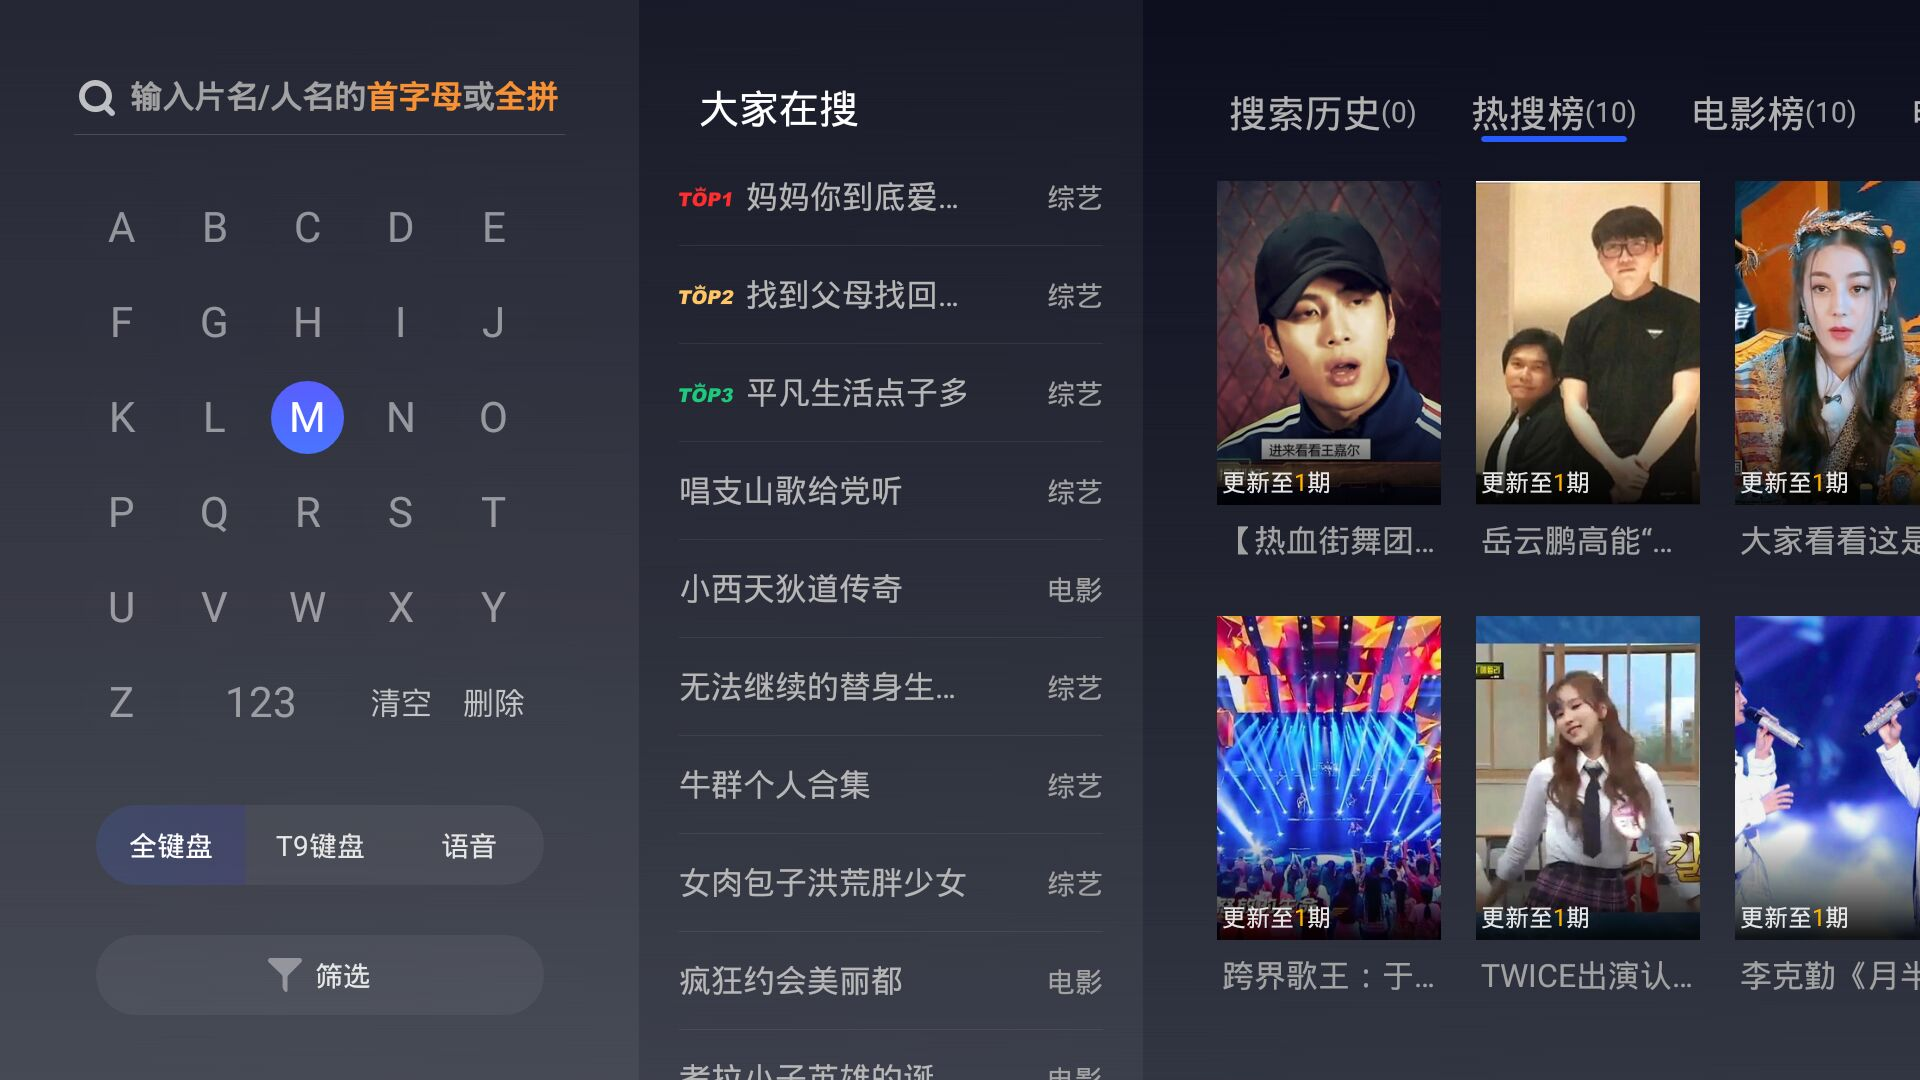 输入片名/人名的首字母或全拼
A B C D E
F G H I J
K L M N O
P Q R S T
U V W X Y
Z 123 清空 删除
全键盘 T9键盘 语音
筛选
大家在搜
TOP1 妈妈你到底爱... 综艺
TOP2 找到父母找回... 综艺
TOP3 平凡生活点子多 综艺
唱支山歌给党听 综艺
小西天狄道传奇 电影
无法继续的替身生... 综艺
牛群个人合集 综艺
女肉包子洪荒胖少女 综艺
疯狂约会美丽都 电影
考拉小子英雄的诞 电影
搜索历史(0) 热搜榜(10) 电影榜(10)
进来看看王嘉尔
更新至1期 更新至1期 更新至1期
【热血街舞团... 岳云鹏高能“... 大家看看这是
更新至1期 更新至1期 更新至1期
跨界歌王：于... TWICE出演认... 李克勤《月半